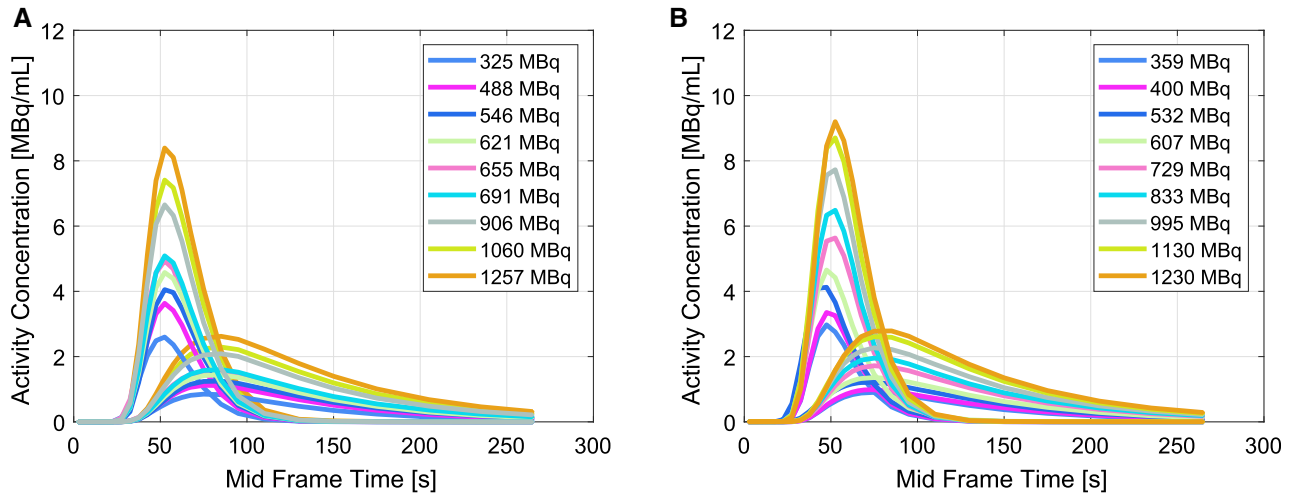 A
Activity Concentration [MBq/mL]
12
10
8
6
4
2
0
0 50 100 150 200 250 300
Mid Frame Time [s]
325 MBq
488 MBq
546 MBq
621 MBq
655 MBq
691 MBq
906 MBq
1060 MBq
1257 MBq
B
Activity Concentration [MBq/mL]
12
10
8
6
4
2
0
0 50 100 150 200 250 300
Mid Frame Time [s]
359 MBq
400 MBq
532 MBq
607 MBq
729 MBq
833 MBq
995 MBq
1130 MBq
1230 MBq